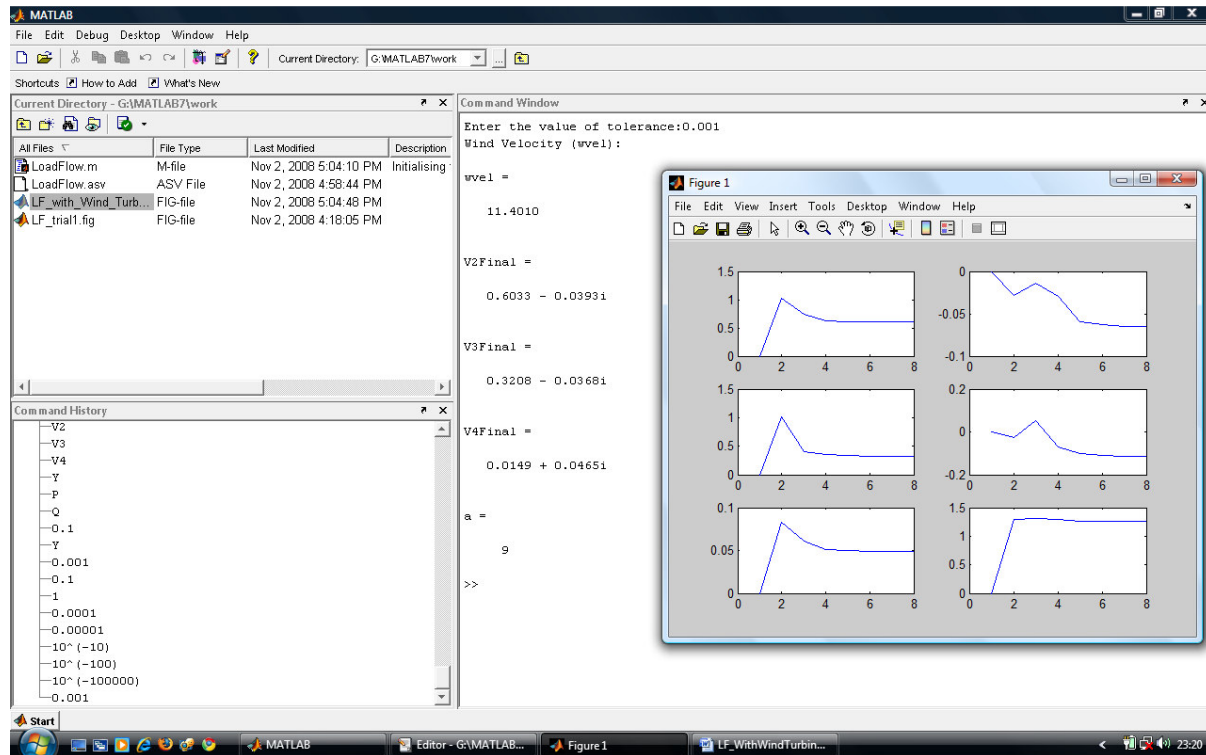 MATLAB
File Edit Debug Desktop Window Help
Current Directory: G:\MATLAB7\work
Shortcuts How to Add What's New
Current Directory - G:\MATLAB7\work
All Files File Type Last Modified Description
LoadFlow.m M-file Nov 2, 2008 5:04:10 PM Initialising
LoadFlow.asv ASV File Nov 2, 2008 4:58:44 PM
LF_with_Wind_Turb... FIG-file Nov 2, 2008 5:04:48 PM
LF_trial1.fig FIG-file Nov 2, 2008 4:18:05 PM
Command History
V2
V3
V4
Y
P
Q
0.1
Y
0.001
0.1
1
0.0001
0.00001
10^(-10)
10^(-100)
10^(-100000)
0.001
Command Window
Enter the value of tolerance:0.001
Wind Velocity (wvel):
wvel =
11.4010
V2Final =
0.6033 - 0.0393i
V3Final =
0.3208 - 0.0368i
V4Final =
0.0149 + 0.0465i
a =
9
>>
Figure 1
File Edit View Insert Tools Desktop Window Help
1.5
1
0.5
0
0 2 4 6 8
0
-0.05
-0.1
0 2 4 6 8
1.5
1
0.5
0
0 2 4 6 8
0.2
0
-0.2
0 2 4 6 8
0.1
0.05
0
0 2 4 6 8
1.5
1
0.5
0
0 2 4 6 8
Start
MATLAB
Editor - G:\MATLAB...
Figure 1
LF_WithWindTurbin...
23:20